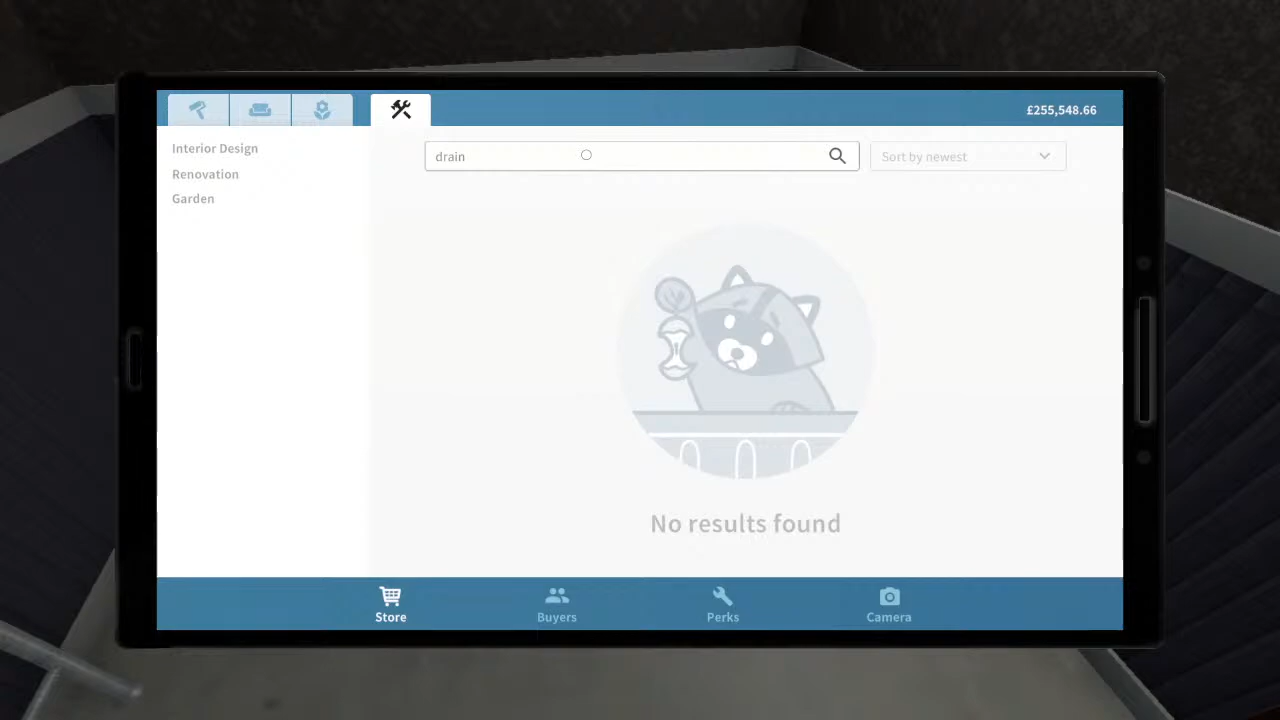 £255,548.66
Interior Design
Renovation
Garden
drain
Sort by newest
No results found
Store
Buyers
Perks
Camera